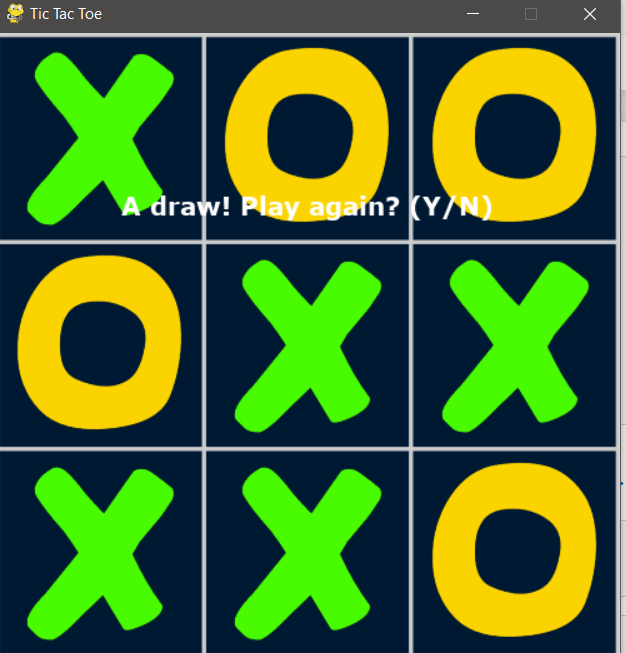 Tic Tac Toe
X O O
A draw! Play again? (Y/N)
O X X
X X O